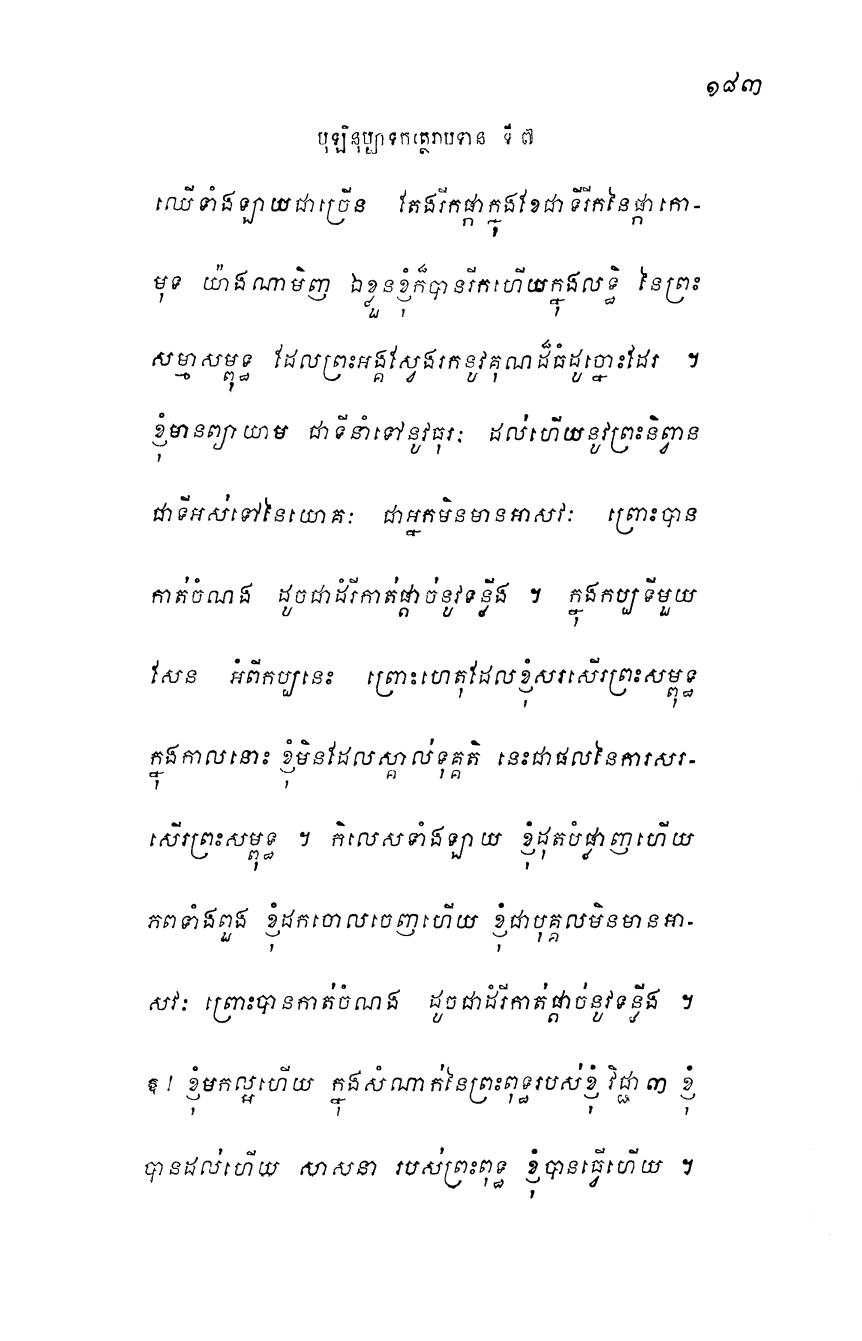 ១៨៣
បុឡិនុប្បាទកត្ថេរាបទាន ទី ៧
ឈើទាំងឡាយជាច្រើន តែងរីកផ្កាក្នុងខែជាទីរីកនៃផ្កាកោ-
មុទ យ៉ាងណាមិញ ឯខ្លួនខ្ញុំក៏បានរីកហើយក្នុងលទ្ធិ នៃព្រះ
សម្មាសម្ពុទ្ធ ដែលព្រះអង្គស្វែងរកនូវគុណដ៏ធំដូច្នោះដែរ ។
ខ្ញុំមានព្យាយាម ជាទីនាំទៅនូវធុរៈ ដល់ហើយនូវព្រះនិព្វាន
ជាទីអស់ទៅនៃយោគៈ ជាអ្នកមិនមានអាសវៈ ព្រោះបាន
កាត់ចំណង ដូចជាដំរីកាត់ផ្តាច់នូវទន្លីង ។ ក្នុងកប្បទីមួយ
សែន អំពីកប្បនេះ ព្រោះហេតុដែលខ្ញុំសរសើរព្រះសម្ពុទ្ធ
ក្នុងកាលនោះ ខ្ញុំមិនដែលស្គាល់ទុគ្គតិ នេះជាផលនៃការសរ-
សើរព្រះសម្ពុទ្ធ ។ កិលេសទាំងឡាយ ខ្ញុំដុតបំផ្លាញហើយ
ភពទាំងពួង ខ្ញុំដកចោលចេញហើយ ខ្ញុំជាបុគ្គលមិនមានអា-
សវៈ ព្រោះបានកាត់ចំណង ដូចជាដំរីកាត់ផ្តាច់នូវទន្លីង ។
ឱ ! ខ្ញុំមកល្អហើយ ក្នុងសំណាក់នៃព្រះពុទ្ធរបស់ខ្ញុំ វិជ្ជា ៣ ខ្ញុំ
បានដល់ហើយ សាសនា របស់ព្រះពុទ្ធ ខ្ញុំបានធ្វើហើយ ។